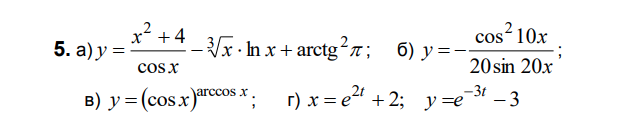 5. а) y = (x² + 4)/cos x − ∛x · ln x + arctg²π; б) y = − cos² 10x/(20 sin 20x);
в) y = (cos x)^(arccos x); г) x = e^(2t) + 2; y = e^(−3t) − 3